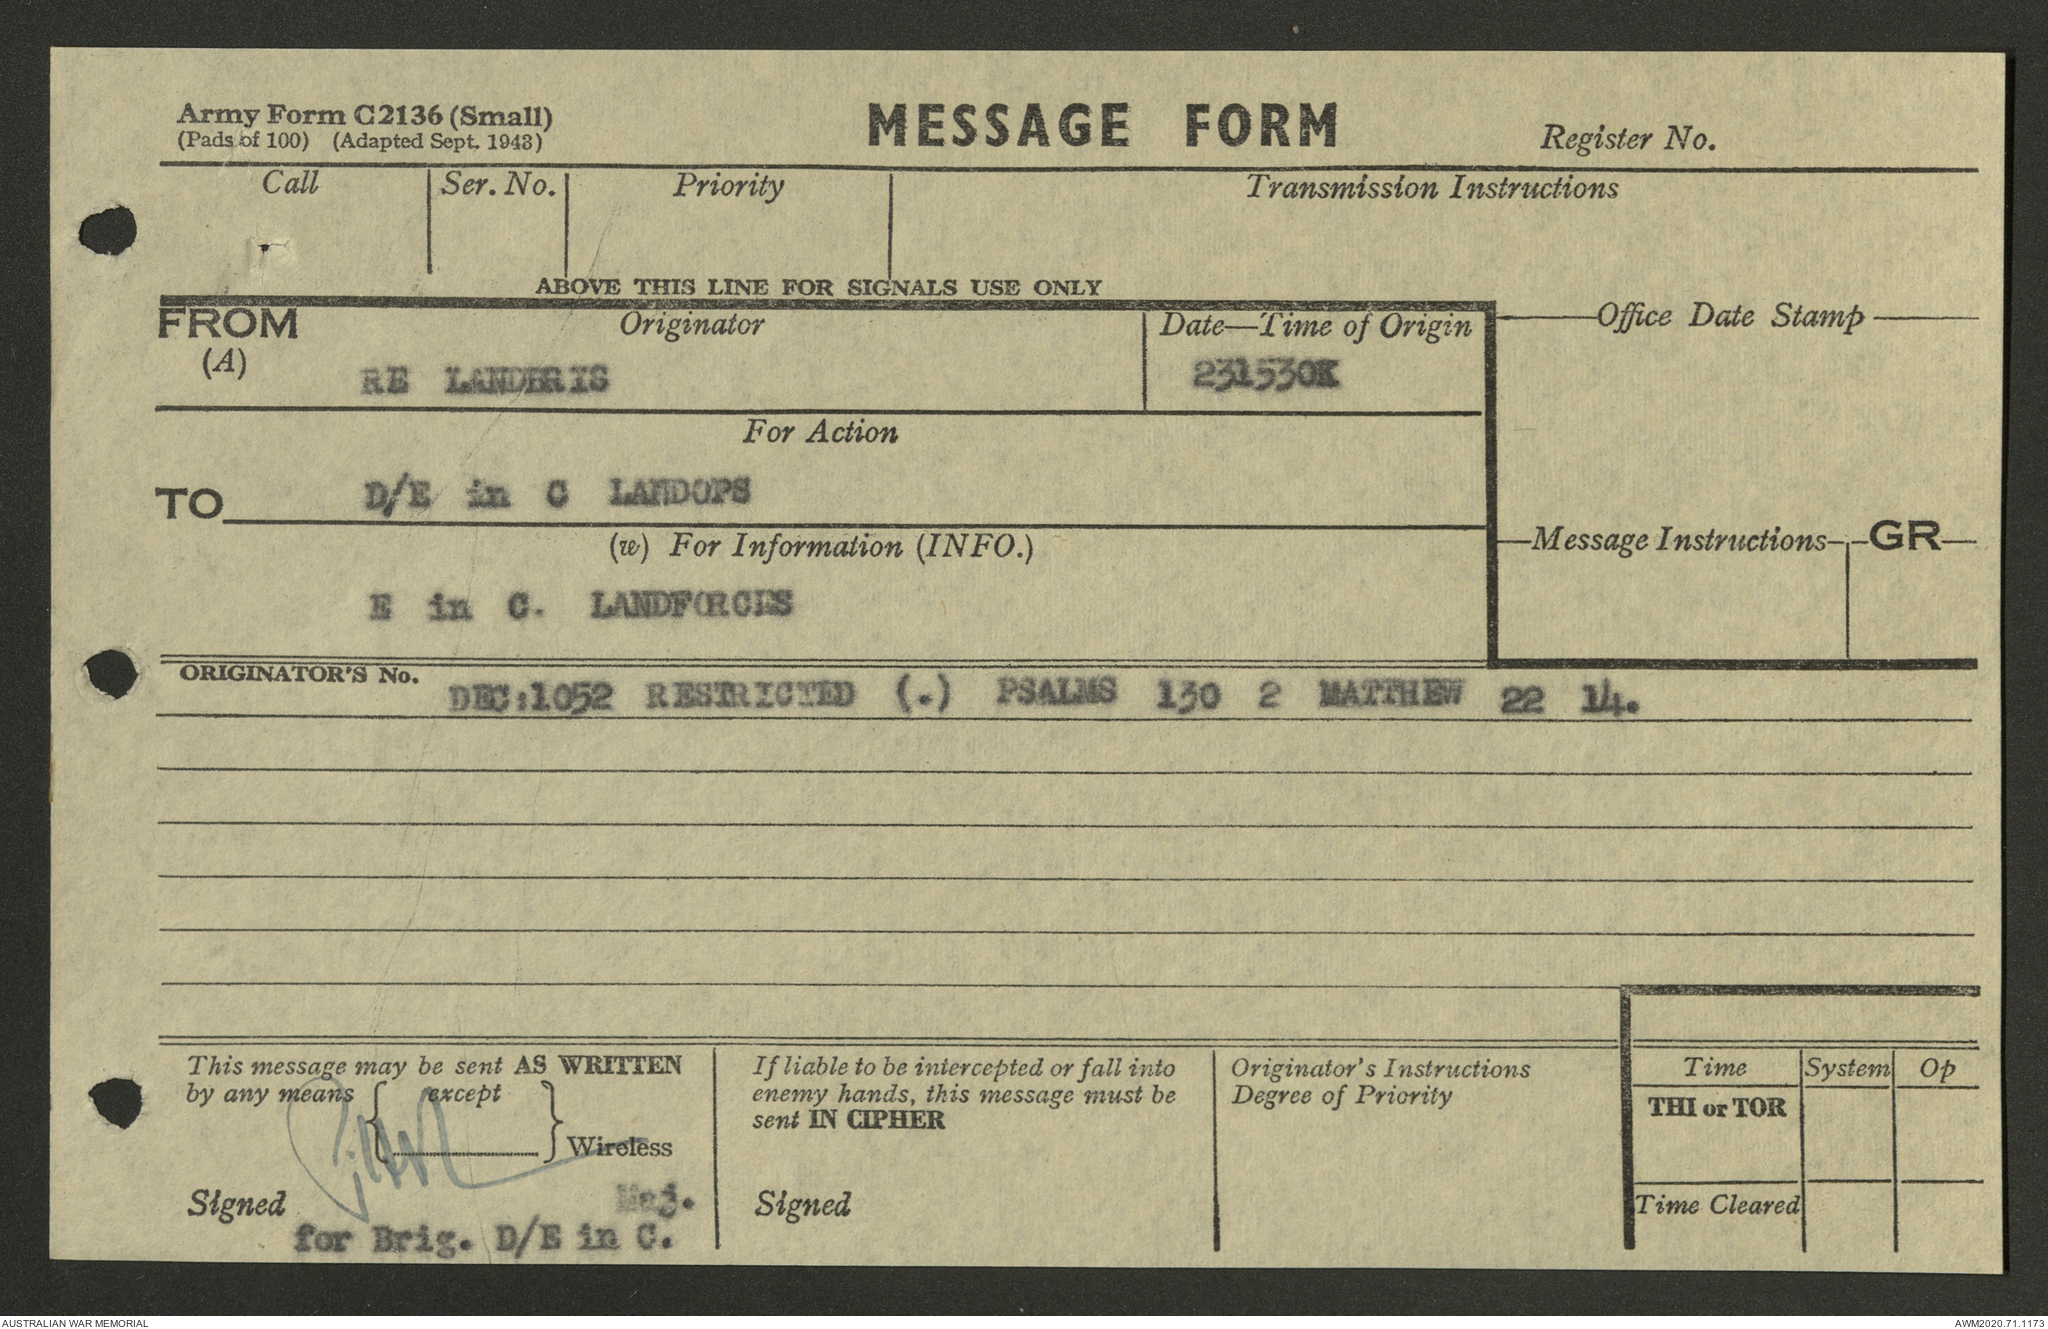 Army Form C2136 (Small)
(Pads of 100) (Adapted Sept. 1943)
MESSAGE FORM
Register No.
Call
Ser. No.
Priority
Transmission Instructions
ABOVE THIS LINE FOR SIGNALS USE ONLY
FROM
(A)
Originator
Date—Time of Origin
Office Date Stamp
RE LANDBRIS
231530K
For Action
TO
D/E in C LANDOPS
(w) For Information (INFO.)
Message Instructions
GR
E in C. LANDFORCES
ORIGINATOR'S No.
DEC:1052 RESTRICTED (.) PSALMS 130 2 MATTHEW 22 14.
This message may be sent AS WRITTEN
by any means { except } Wireless
Signed
Maj.
for Brig. D/E in C.
If liable to be intercepted or fall into
enemy hands, this message must be
sent IN CIPHER
Signed
Originator's Instructions
Degree of Priority
Time
System
Op
THI or TOR
Time Cleared
AUSTRALIAN WAR MEMORIAL
AWM2020.71.1173